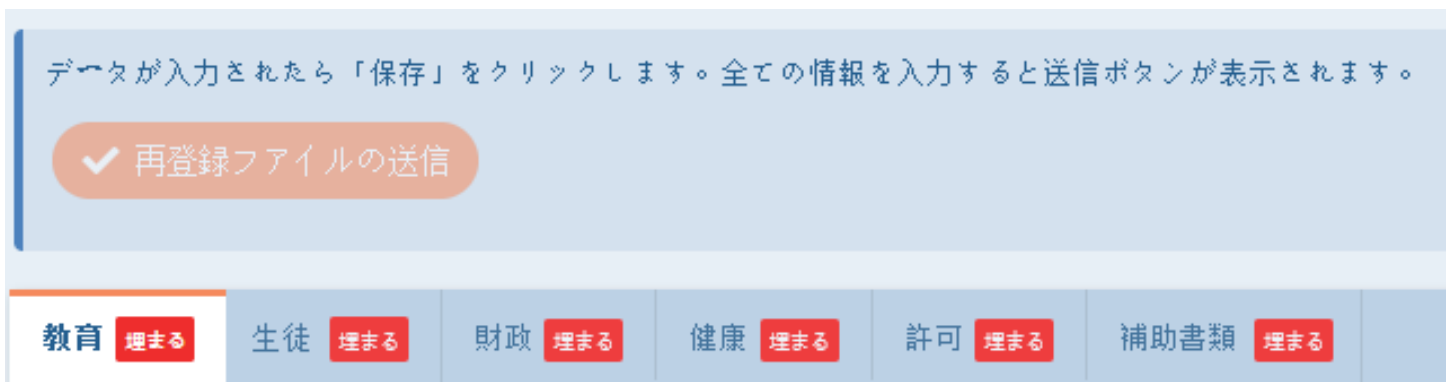 データが入力されたら「保存」をクリックします。全ての情報を入力すると送信ボタンが表示されます。
再登録ファイルの送信
教育 埋まる 生徒 埋まる 財政 埋まる 健康 埋まる 許可 埋まる 補助書類 埋まる